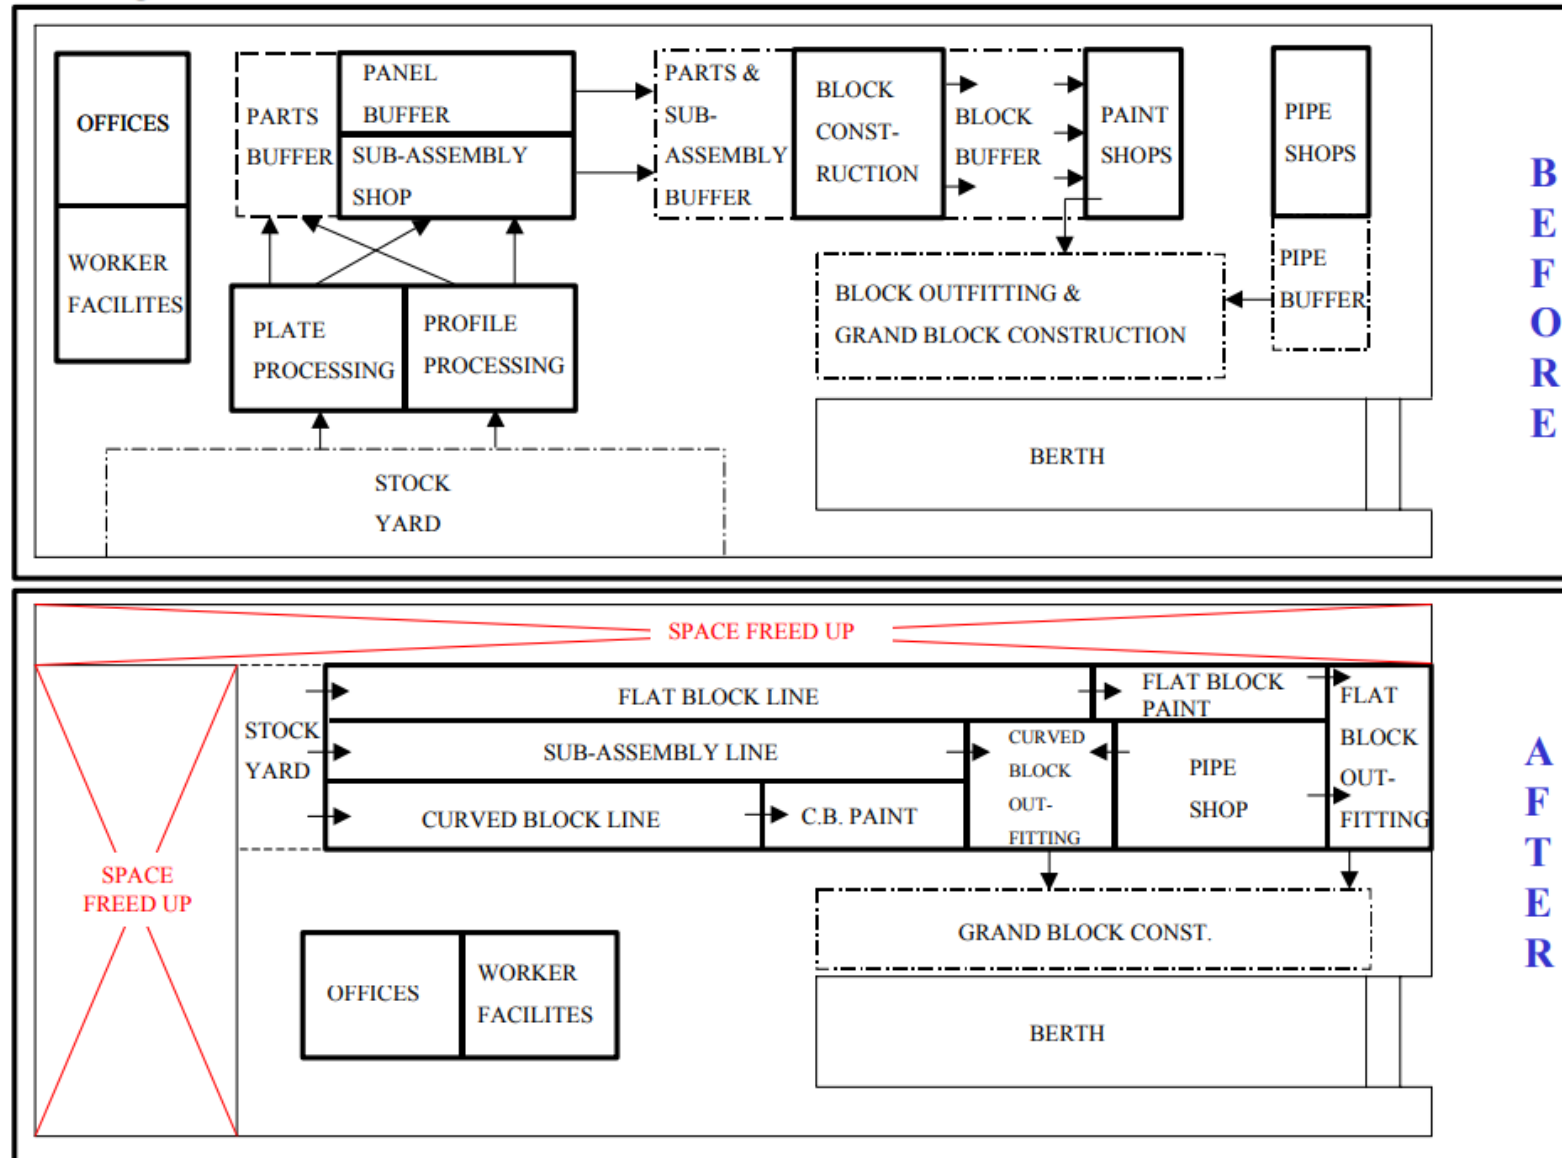 OFFICES
WORKER
FACILITES
PARTS
BUFFER
PANEL
BUFFER
SUB-ASSEMBLY
SHOP
PARTS &
SUB-
ASSEMBLY
BUFFER
BLOCK
CONST-
RUCTION
BLOCK
BUFFER
PAINT
SHOPS
PIPE
SHOPS
PIPE
BUFFER
PLATE
PROCESSING
PROFILE
PROCESSING
BLOCK OUTFITTING &
GRAND BLOCK CONSTRUCTION
STOCK
YARD
BERTH
BEFORE
SPACE FREED UP
SPACE
FREED UP
STOCK
YARD
FLAT BLOCK LINE
FLAT BLOCK
PAINT
FLAT
BLOCK
OUT-
FITTING
SUB-ASSEMBLY LINE
CURVED
BLOCK
OUT-
FITTING
PIPE
SHOP
CURVED BLOCK LINE
C.B. PAINT
GRAND BLOCK CONST.
OFFICES
WORKER
FACILITES
BERTH
AFTER